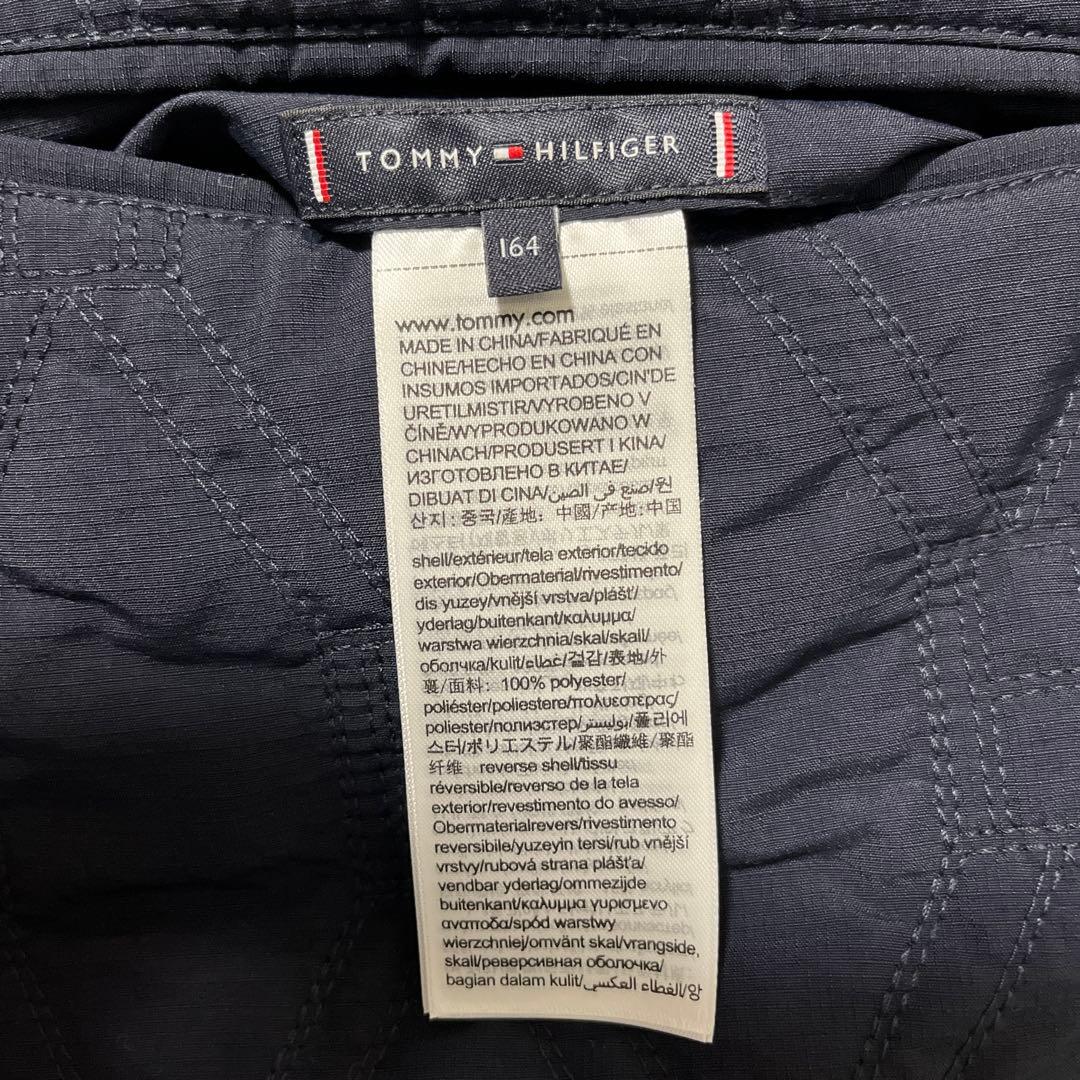 TOMMY HILFIGER
164
www.tommy.com
MADE IN CHINA/FABRIQUÉ EN
CHINE/HECHO EN CHINA CON
INSUMOS IMPORTADOS/CIN'DE
URETILMISTIR/VYROBENO V
ČÍNĚ/WYPRODUKOWANO W
CHINACH/PRODUSERT I KINA/
ИЗГОТОВЛЕНО В КИТАЕ/
DIBUAT DI CINA/صنع في الصين/원
산지: 중국/產地: 中國/产地:中国
shell/extérieur/tela exterior/tecido
exterior/Obermaterial/rivestimento/
dis yuzey/vnější vrstva/plášt'/
yderlag/buitenkant/καλυμμα/
warstwa wierzchnia/skal/skall/
оболочка/kulit/غطاء/겉감/表地/外
裏/面料: 100% polyester/
poliéster/poliestere/πολυεστερας/
poliester/полиэстер/بوليستر/폴리에
스터/ポリエステル/聚酯纖維/聚酯
纤维 reverse shell/tissu
réversible/reverso de la tela
exterior/revestimento do avesso/
Obermaterialrevers/rivestimento
reversibile/yuzeyin tersi/rub vnější
vrstvy/rubová strana plášt'a/
vendbar yderlag/ommezijde
buitenkant/καλυμμα γυρισμενο
αναποδα/spód warstwy
wierzchniej/omvänt skal/vrangside,
skall/реверсивная оболочка/
bagian dalam kulit/الغطاء العكسي/양